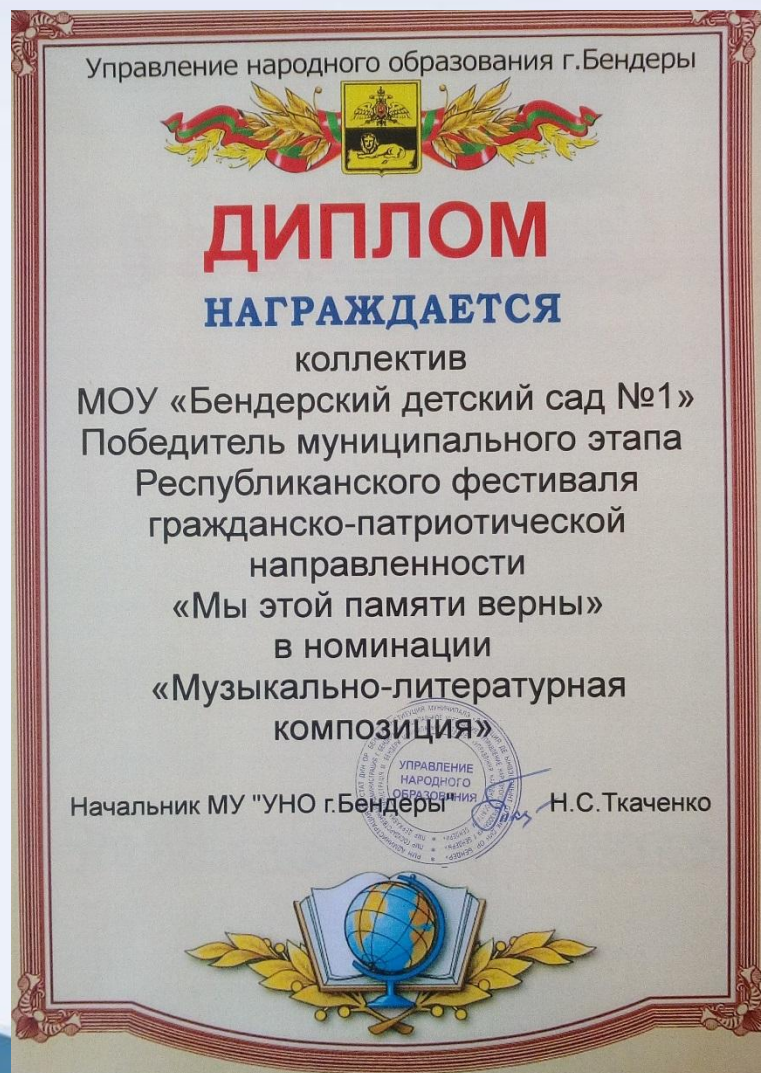 Управление народного образования г.Бендеры
ДИПЛОМ
НАГРАЖДАЕТСЯ
коллектив
МОУ «Бендерский детский сад №1»
Победитель муниципального этапа
Республиканского фестиваля
гражданско-патриотической
направленности
«Мы этой памяти верны»
в номинации
«Музыкально-литературная
композиция»
УПРАВЛЕНИЕ
НАРОДНОГО
ОБРАЗОВАНИЯ
Начальник МУ "УНО г.Бендеры" Н.С.Ткаченко